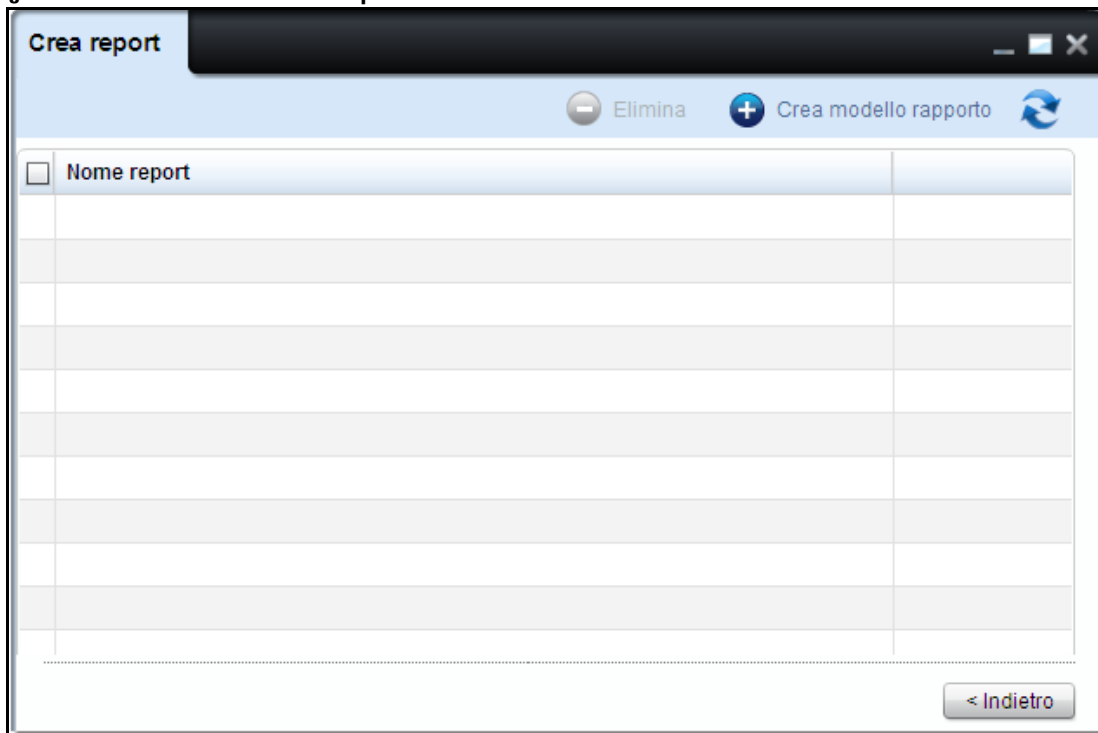 Crea report
Elimina
Crea modello rapporto
Nome report
< Indietro